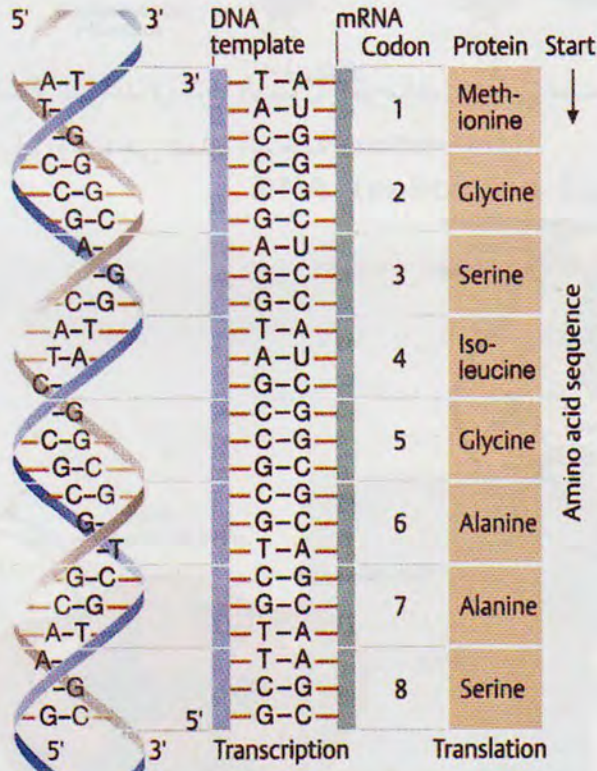 5'
3'
A–T
T-
-G
C–G
C–G
G–C
A-
-G
C–G
A–T
T–A
C-
-G
C–G
G–C
C–G
G-
-T
G–C
C–G
A–T
A-
-G
G–C
5'
3'
DNA
template
3'
mRNA
T–A
A–U
C–G
C–G
C–G
G–C
A–U
G–C
G–C
T–A
A–U
G–C
C–G
C–G
G–C
C–G
G–C
T–A
C–G
G–C
T–A
T–A
C–G
G–C
5'
Transcription
Codon
1
2
3
4
5
6
7
8
Protein
Meth-
ionine
Glycine
Serine
Iso-
leucine
Glycine
Alanine
Alanine
Serine
Translation
Start
Amino acid sequence